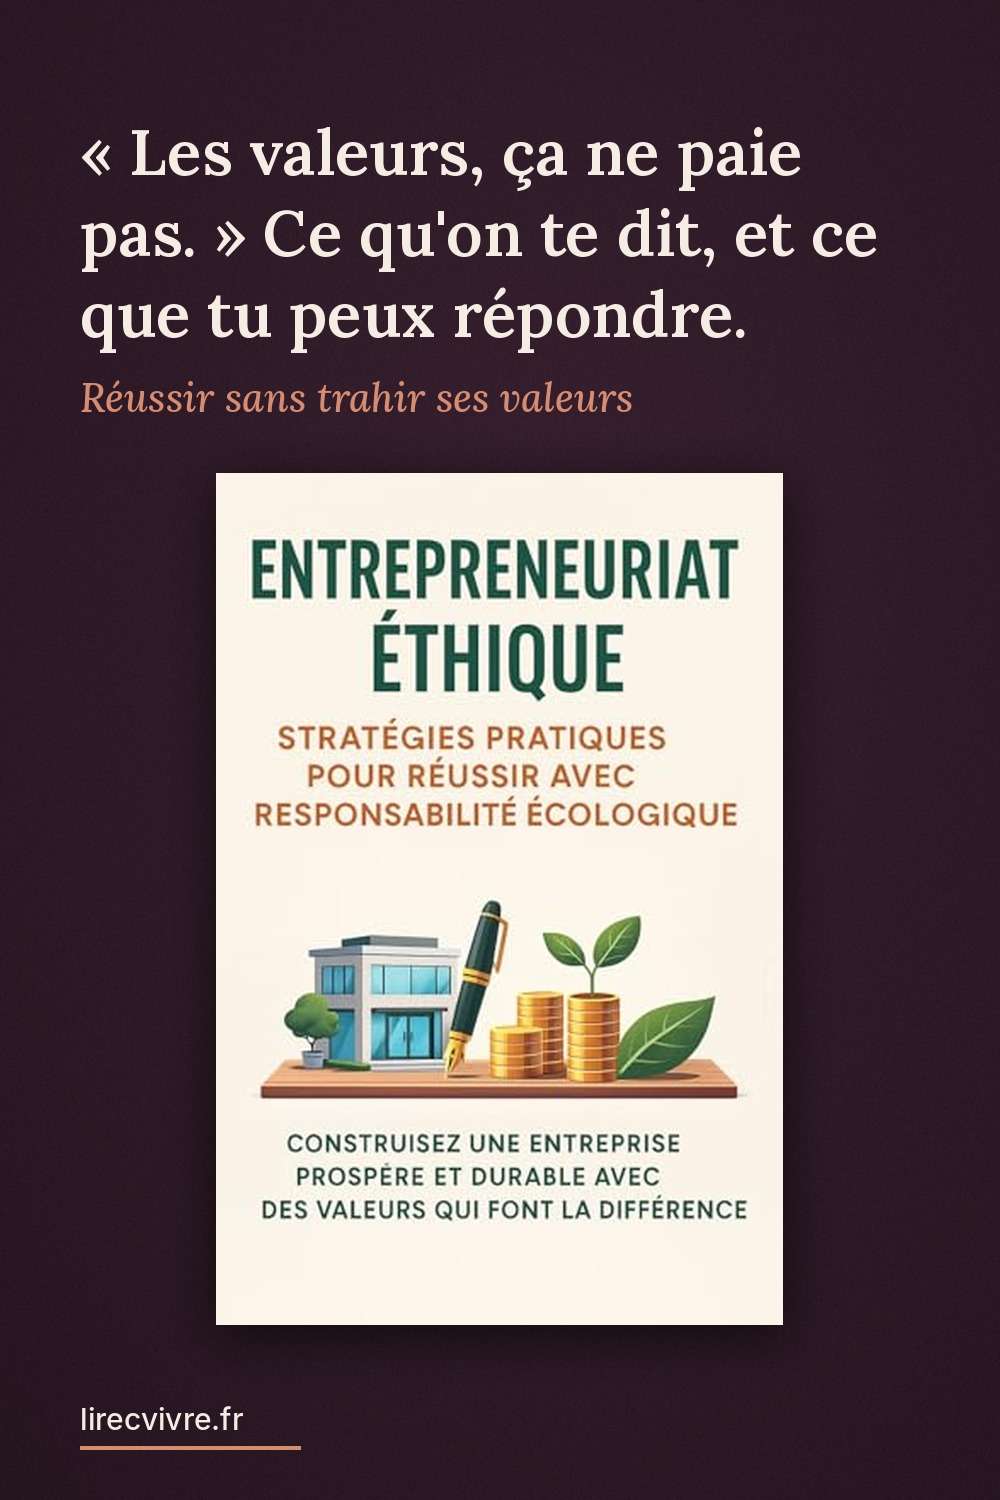 « Les valeurs, ça ne paie
pas. » Ce qu'on te dit, et ce
que tu peux répondre.
Réussir sans trahir ses valeurs
ENTREPRENEURIAT
ÉTHIQUE
STRATÉGIES PRATIQUES
POUR RÉUSSIR AVEC
RESPONSABILITÉ ÉCOLOGIQUE
CONSTRUISEZ UNE ENTREPRISE
PROSPÈRE ET DURABLE AVEC
DES VALEURS QUI FONT LA DIFFÉRENCE
lirecvivre.fr